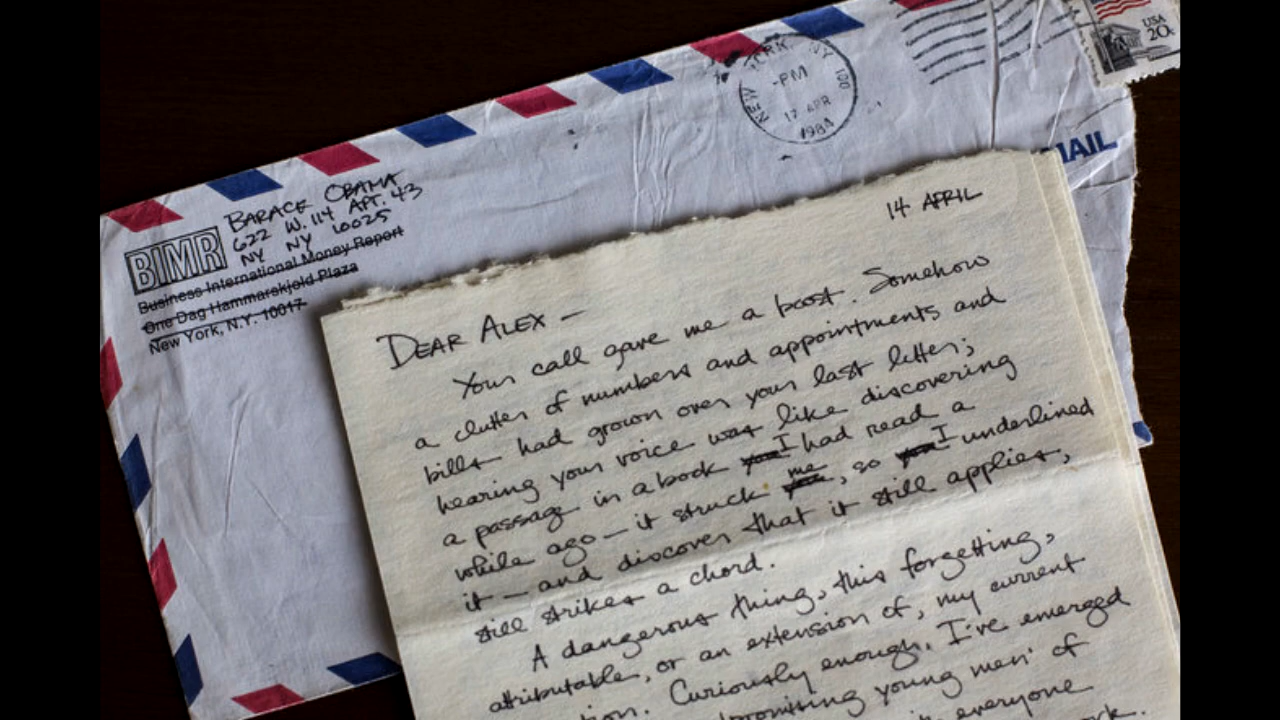 USA
20c
NEW YORK NY 100
-PM
17 APR
1984
MAIL
BARACK OBAMA
622 W. 114 APT. 43
NY NY 10025
BIMR
Business International Money Report
One Dag Hammarskjold Plaza
New York, N.Y. 10017
14 APRIL
DEAR ALEX —
Your call gave me a boost. Somehow
a clutter of numbers and appointments and
bills had grown over your last letter;
hearing your voice was like discovering
a passage in a book I had read a
while ago — it struck me, so I underlined
it — and discover that it still applies,
still strikes a chord.
A dangerous thing, this forgetting,
attributable, or an extension of, my current
Curiously enough, I've emerged
promising young men' of
everyone